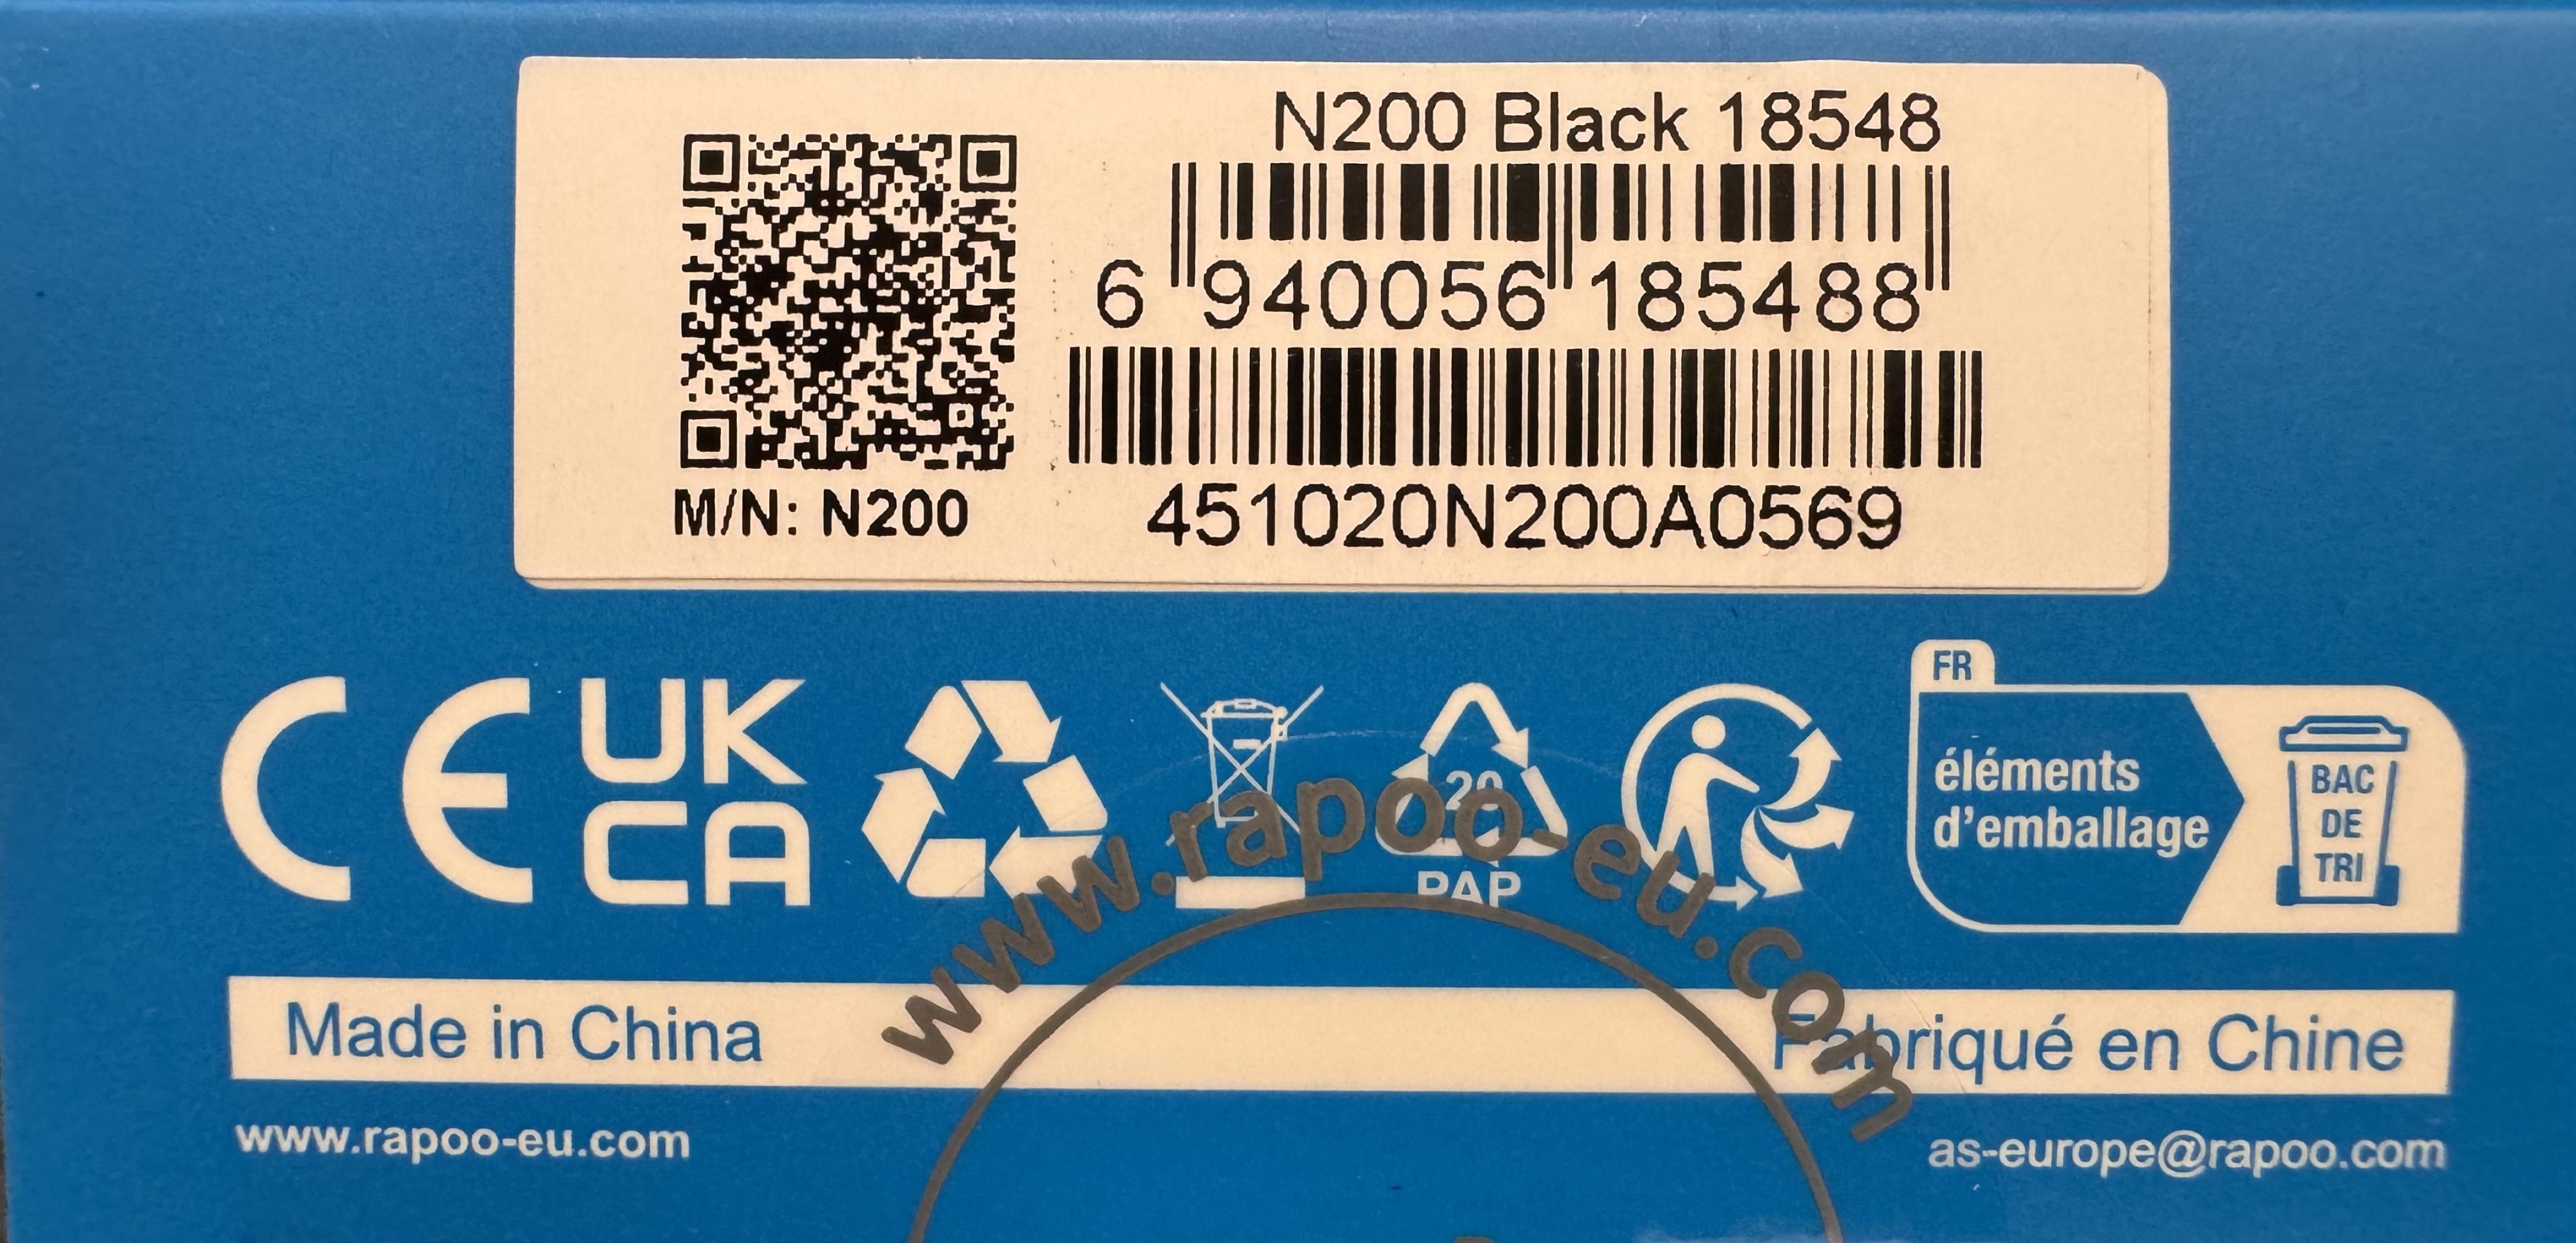 N200 Black 18548
6 940056 185488
M/N: N200
451020N200A0569
CE
UK
CA
20
PAP
FR
éléments
d'emballage
BAC
DE
TRI
www.rapoo-eu.com
Made in China
Fabriqué en Chine
www.rapoo-eu.com
as-europe@rapoo.com